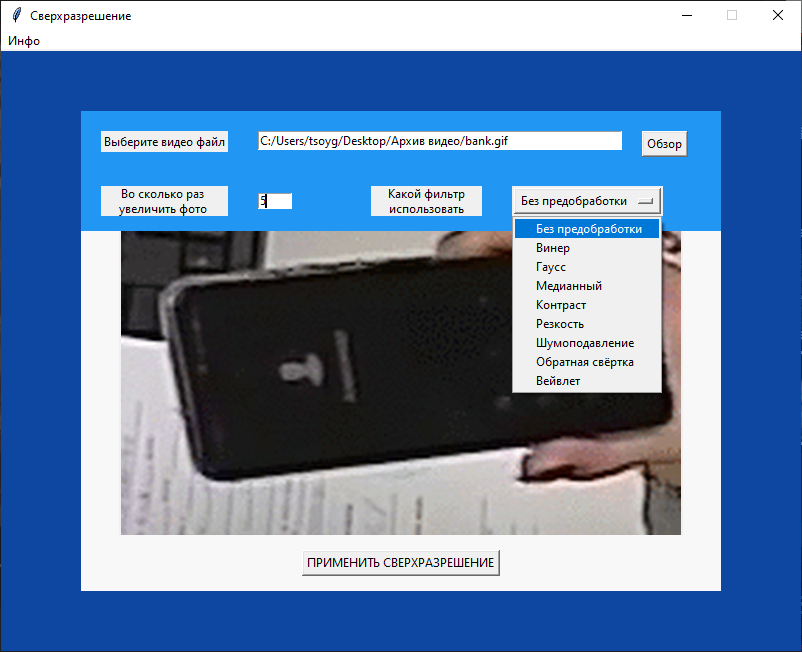 Сверхразрешение
Инфо
Выберите видео файл
C:/Users/tsoyg/Desktop/Архив видео/bank.gif
Обзор
Во сколько раз
увеличить фото
5
Какой фильтр
использовать
Без предобработки
Без предобработки
Винер
Гаусс
Медианный
Контраст
Резкость
Шумоподавление
Обратная свёртка
Вейвлет
ПРИМЕНИТЬ СВЕРХРАЗРЕШЕНИЕ